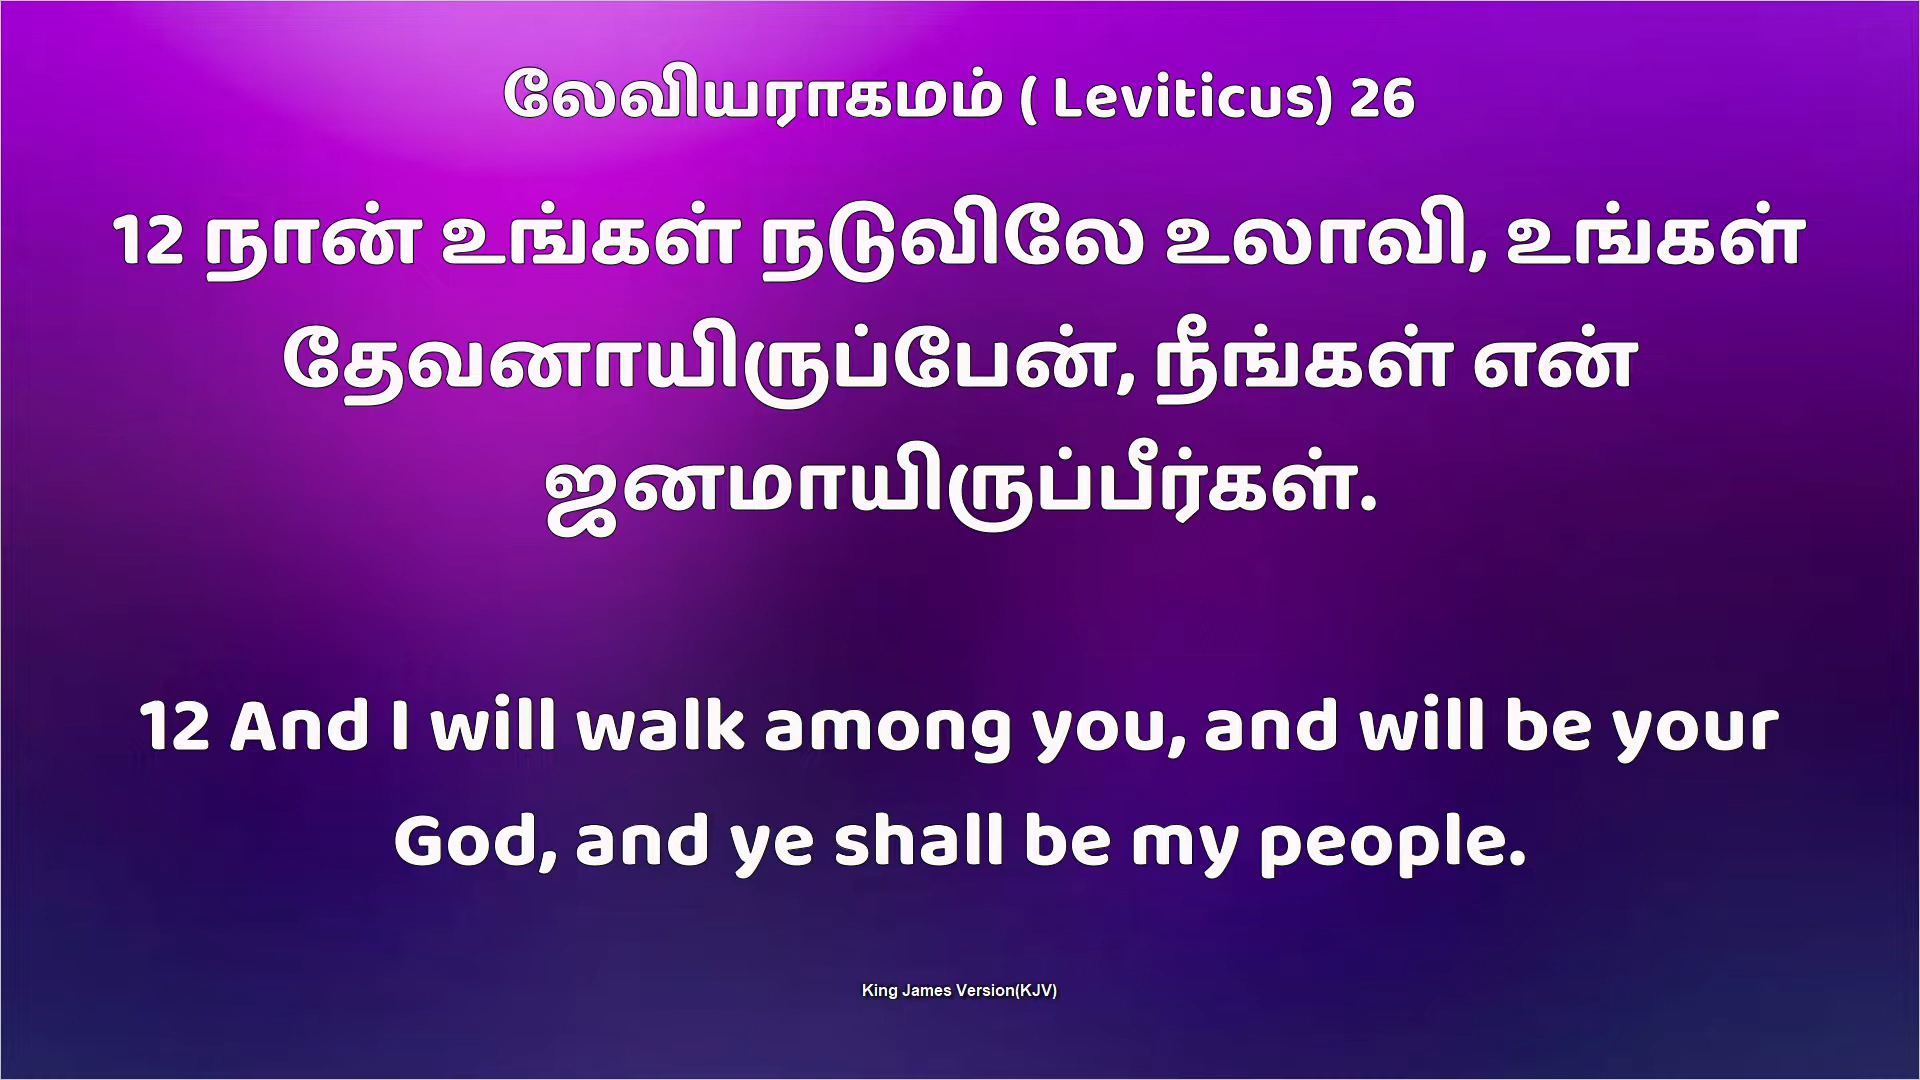 லேவியராகமம் ( Leviticus) 26
12 நான் உங்கள் நடுவிலே உலாவி, உங்கள்
தேவனாயிருப்பேன், நீங்கள் என்
ஜனமாயிருப்பீர்கள்.
12 And I will walk among you, and will be your
God, and ye shall be my people.
King James Version(KJV)